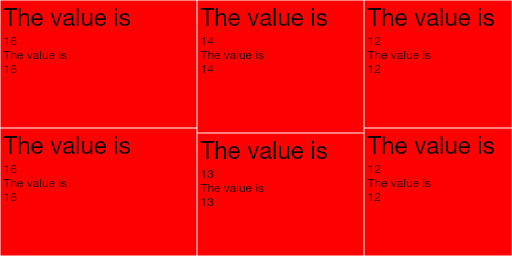 The value is
16
The value is
16
The value is
14
The value is
14
The value is
12
The value is
12
The value is
16
The value is
16
The value is
13
The value is
13
The value is
12
The value is
12